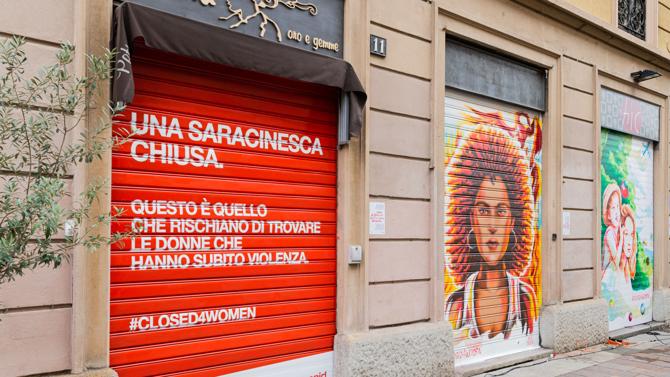 oro e gemme
11
UNA SARACINESCA
CHIUSA.
QUESTO È QUELLO
CHE RISCHIANO DI TROVARE
LE DONNE CHE
HANNO SUBITO VIOLENZA.
#CLOSED4WOMEN